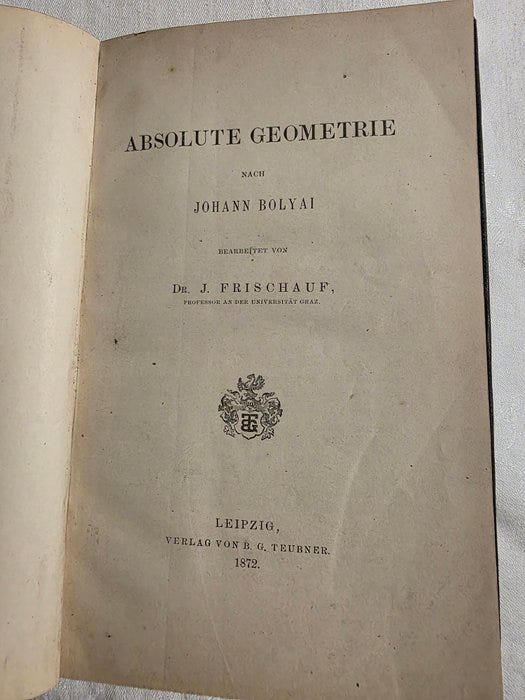 ABSOLUTE GEOMETRIE
NACH
JOHANN BOLYAI
BEARBEITET VON
DR. J. FRISCHAUF,
PROFESSOR AN DER UNIVERSITÄT GRAZ.
BGT
LEIPZIG,
VERLAG VON B. G. TEUBNER.
1872.